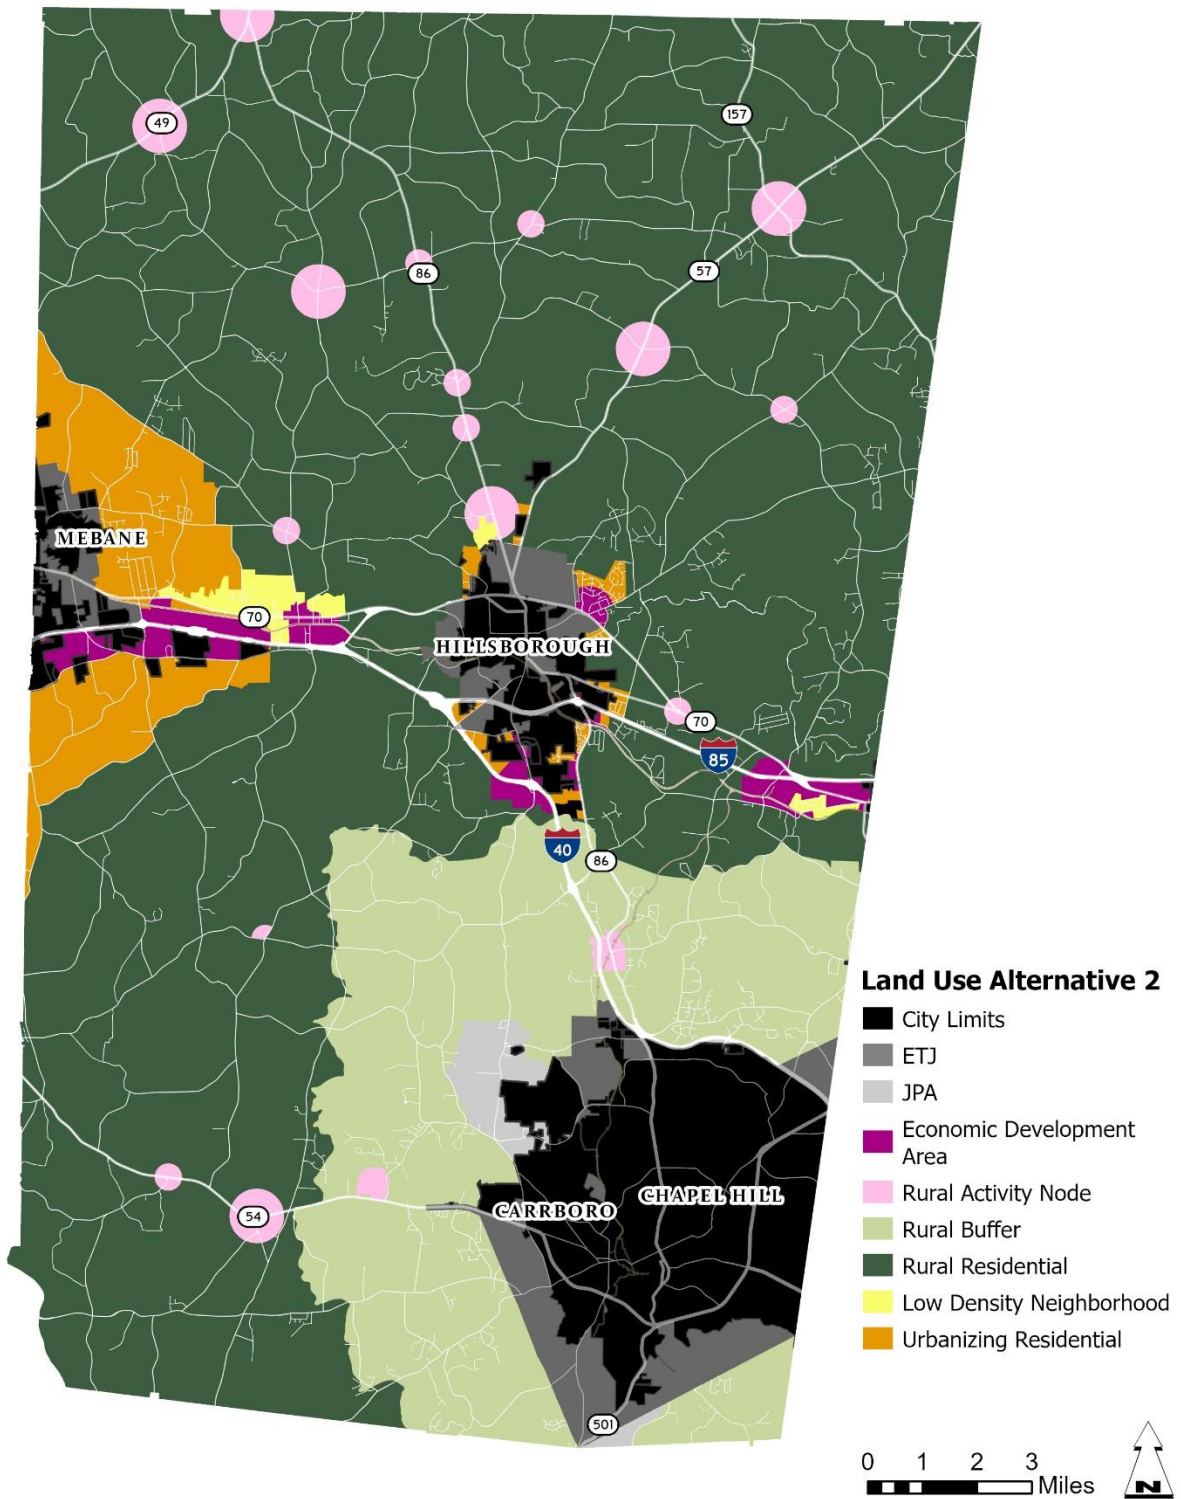 49
157
86
57
MEBANE
70
HILLSBOROUGH
70
85
40
86
Land Use Alternative 2
City Limits
ETJ
JPA
Economic Development
Area
Rural Activity Node
Rural Buffer
Rural Residential
Low Density Neighborhood
Urbanizing Residential
CHAPEL HILL
CARRBORO
54
501
0 1 2 3
Miles
N